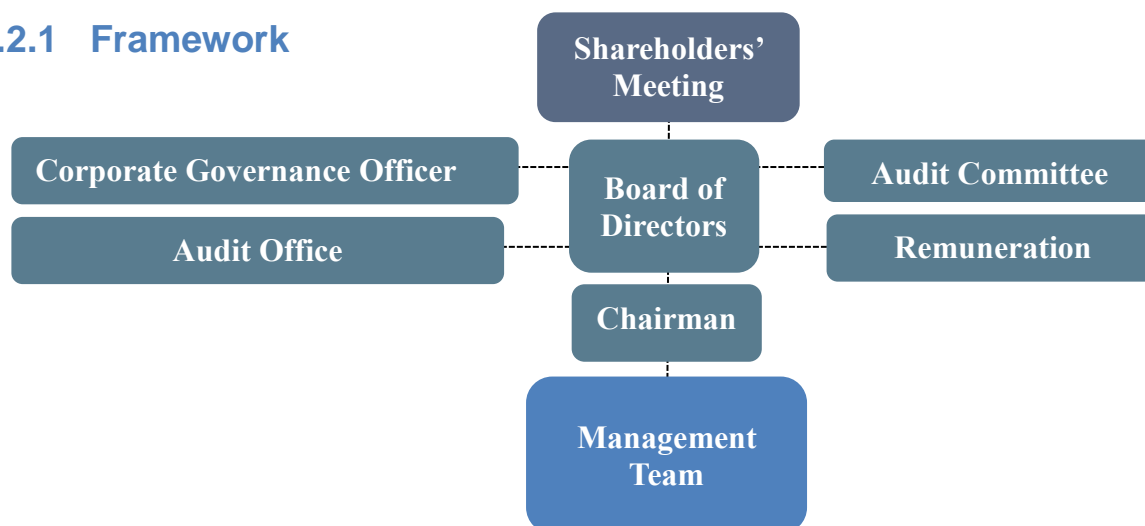 .2.1 Framework
Shareholders’
Meeting
Corporate Governance Officer
Board of
Directors
Audit Committee
Audit Office
Remuneration
Chairman
Management
Team